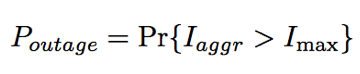 P_{outage} = Pr{I_{aggr} > I_{max}}